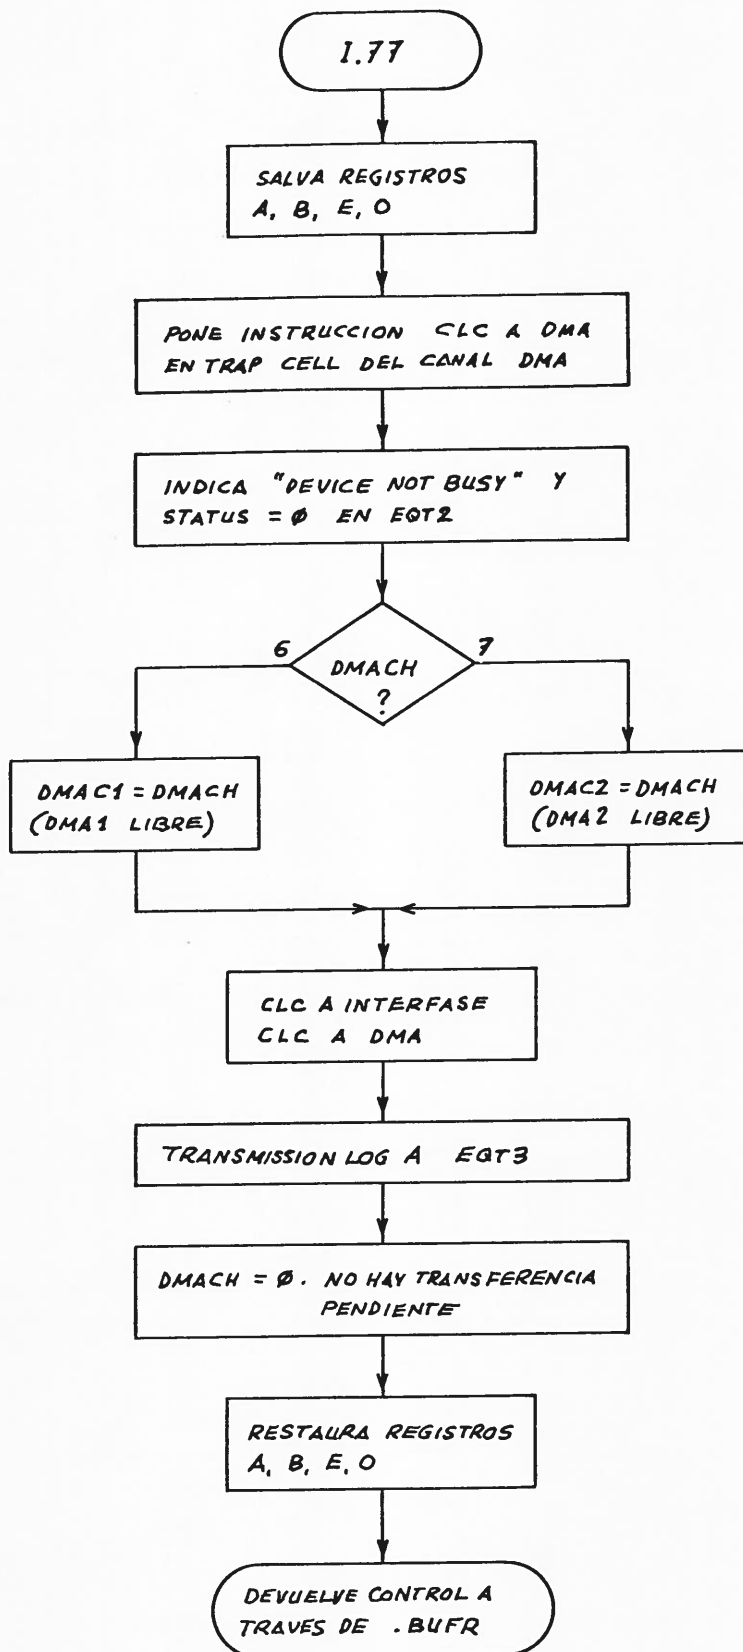 I.77
SALVA REGISTROS
A, B, E, O
PONE INSTRUCCION CLC A DMA
EN TRAP CELL DEL CANAL DMA
INDICA "DEVICE NOT BUSY" Y
STATUS = Ø EN EQT2
6
7
DMACH
?
DMAC1 = DMACH
(DMA1 LIBRE)
DMAC2 = DMACH
(DMA2 LIBRE)
CLC A INTERFASE
CLC A DMA
TRANSMISSION LOG A EQT3
DMACH = Ø. NO HAY TRANSFERENCIA
PENDIENTE
RESTAURA REGISTROS
A, B, E, O
DEVUELVE CONTROL A
TRAVES DE .BUFR